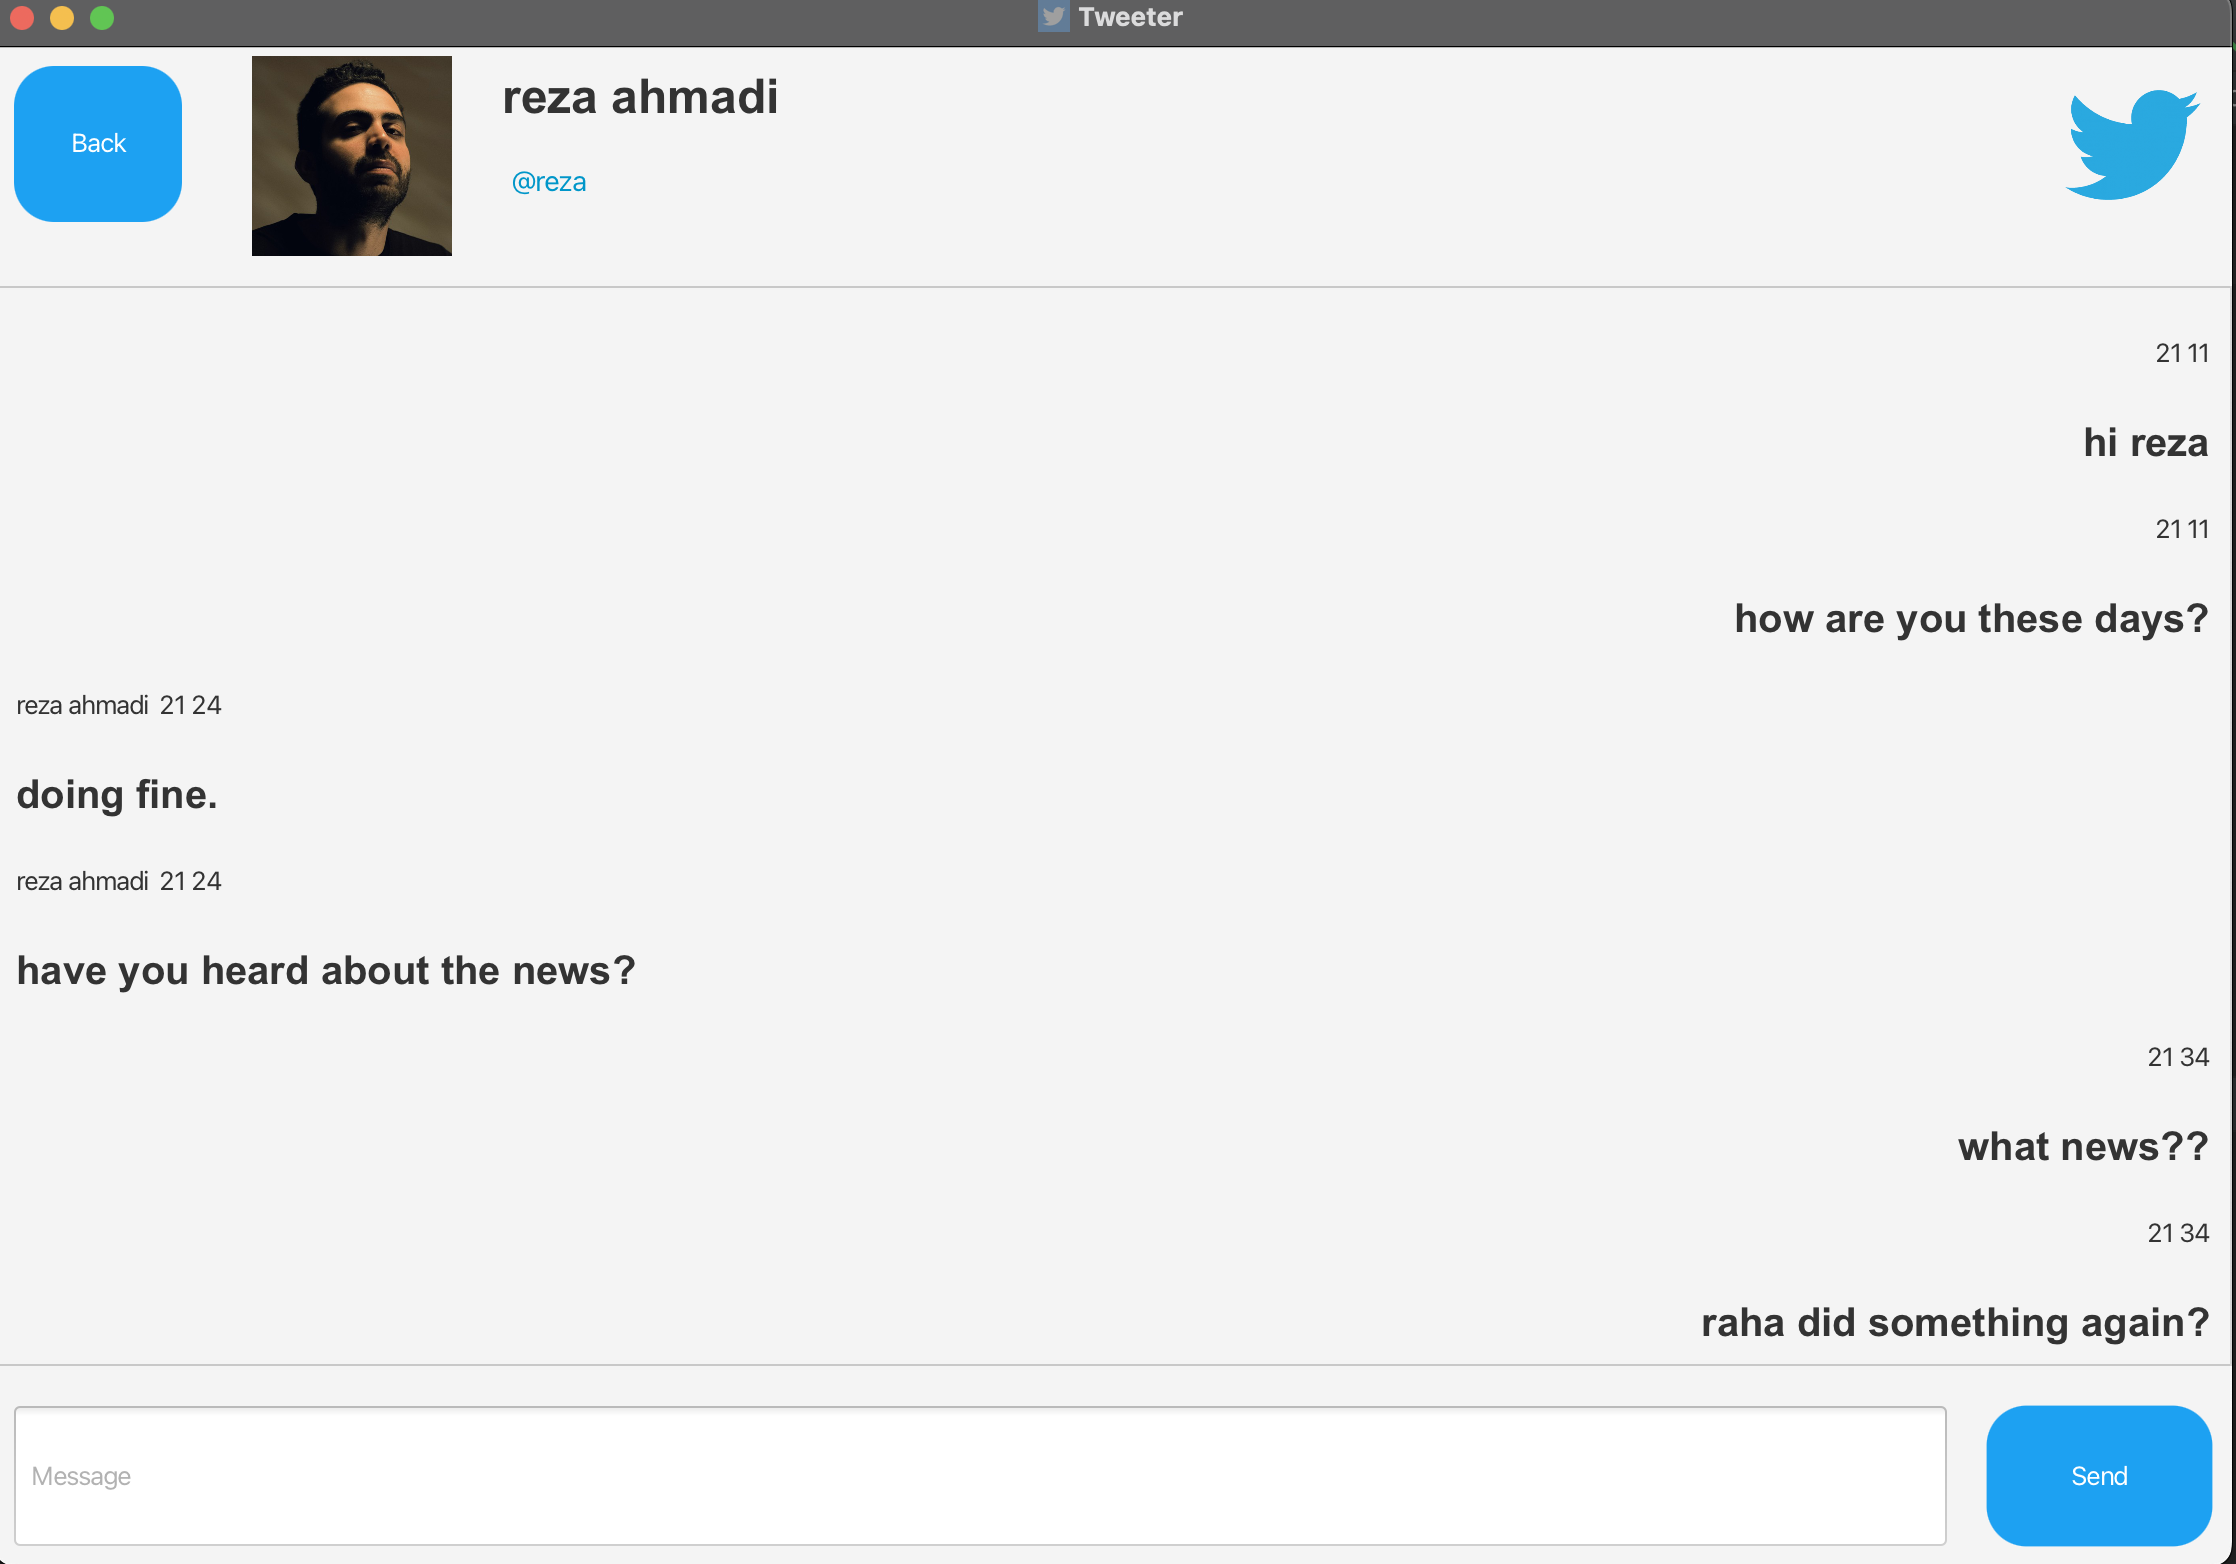 Tweeter
Back
reza ahmadi
@reza
21 11
hi reza
21 11
how are you these days?
reza ahmadi 21 24
doing fine.
reza ahmadi 21 24
have you heard about the news?
21 34
what news??
21 34
raha did something again?
Message
Send